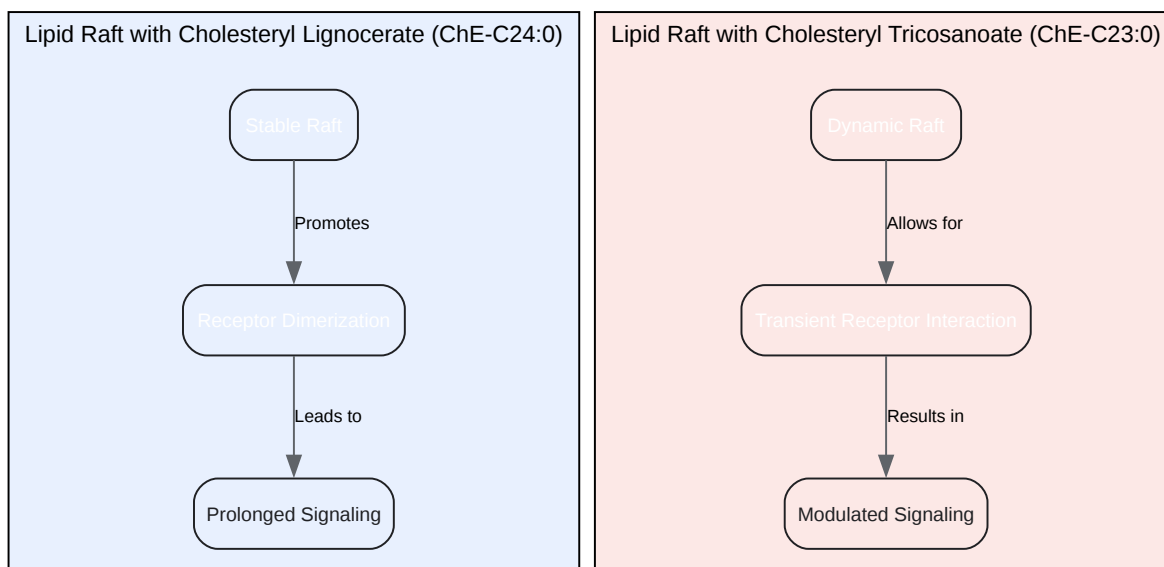 Lipid Raft with Cholesteryl Lignocerate (ChE-C24:0)
Stable Raft
Promotes
Receptor Dimerization
Leads to
Prolonged Signaling
Lipid Raft with Cholesteryl Tricosanoate (ChE-C23:0)
Dynamic Raft
Allows for
Transient Receptor Interaction
Results in
Modulated Signaling